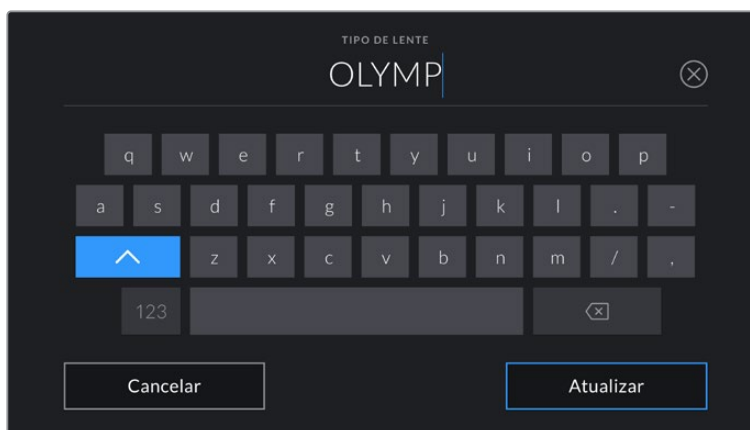 TIPO DE LENTE
OLYMP
q w e r t y u i o p
a s d f g h j k l . -
z x c v b n m / ,
123
Cancelar Atualizar